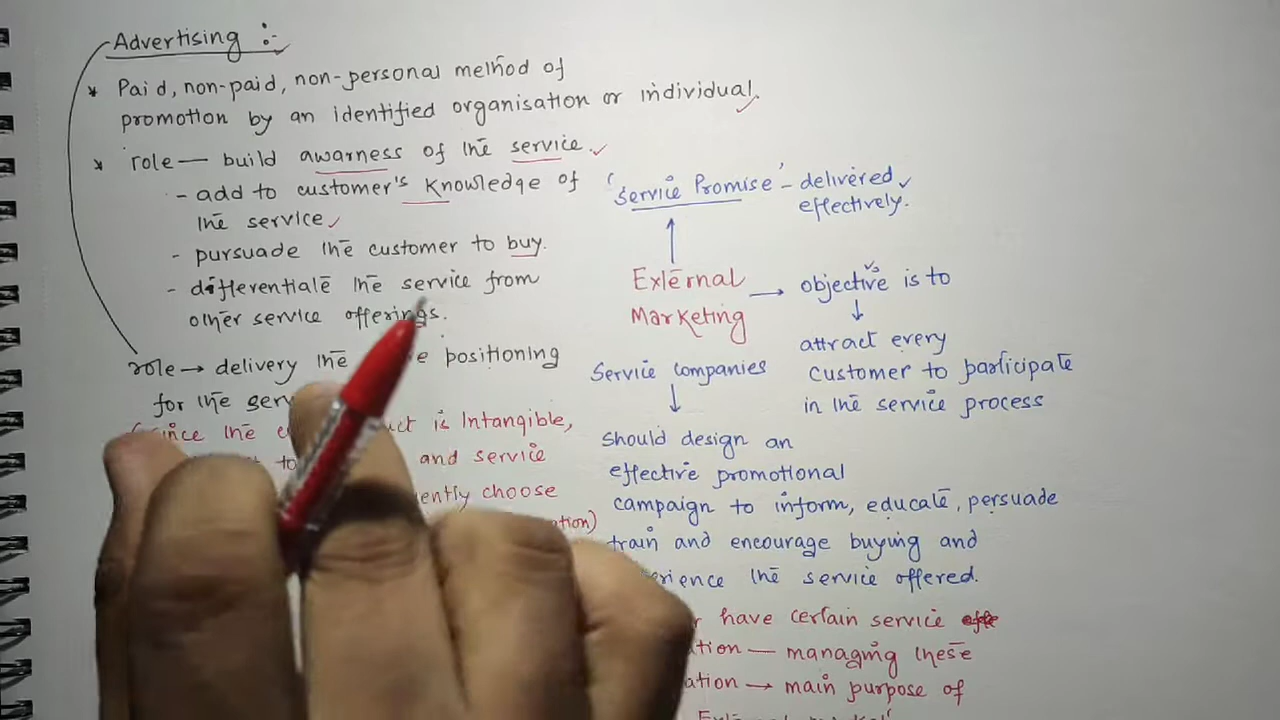 Advertising :-
* Paid, non-paid, non-personal method of
promotion by an identified organisation or individual.
* role — build awarness of the service.
- add to customer's knowledge of
the service
- pursuade the customer to buy.
- differentiate the service from
other service offerings.
role → delivery the positioning
for the
since the is Intangible,
and service
choose
'Service Promise' - delivered
effectively.
External
Marketing → objective is to
attract every
customer to participate
in the service process
Service companies
should design an
effective promotional
campaign to inform, educate, persuade
train and encourage buying and
the service offered.
have certain service
— managing these
→ main purpose of